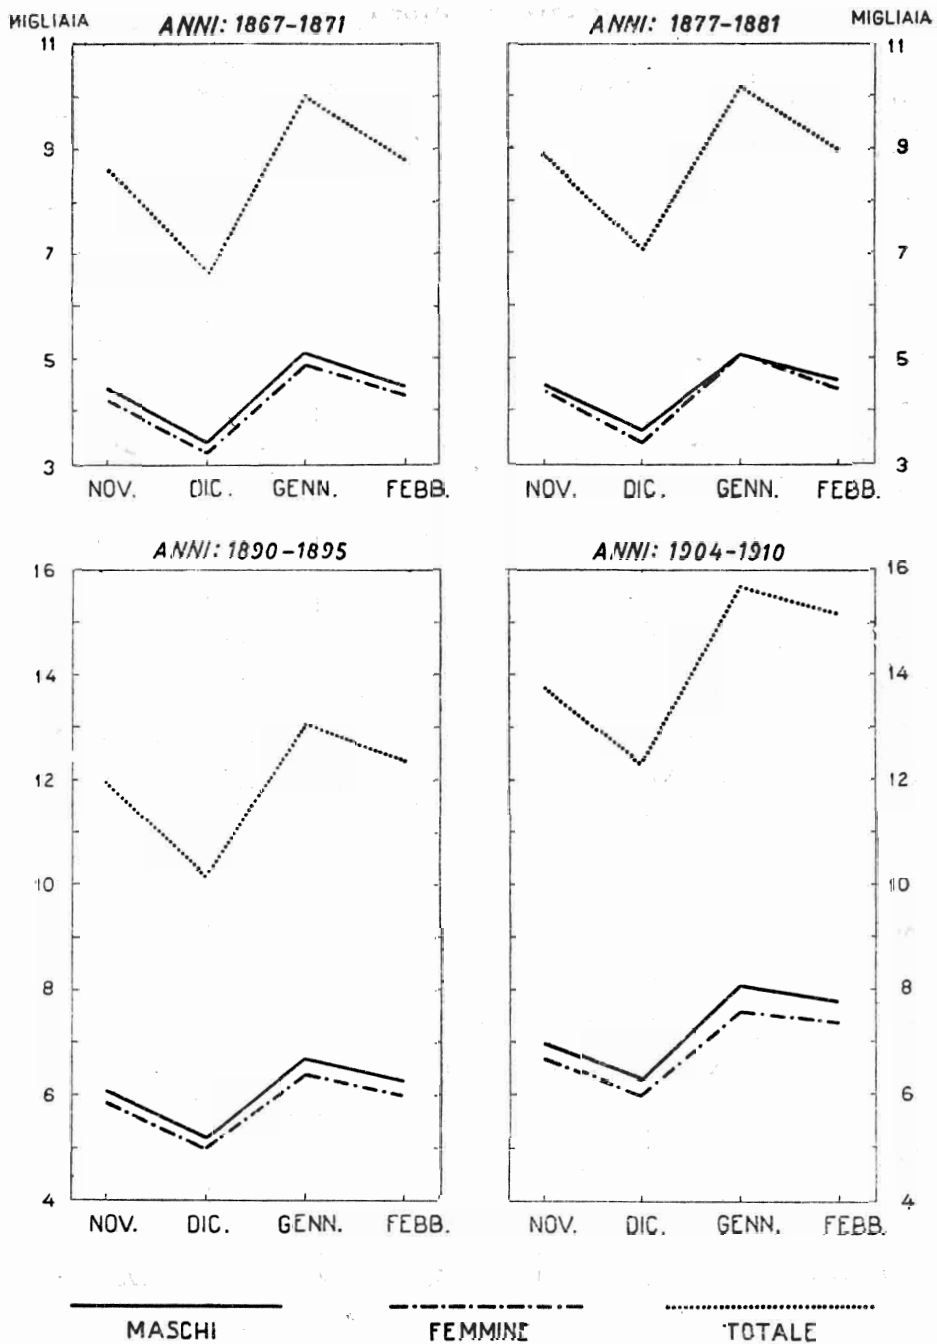 MIGLIAIA ANNI: 1867-1871 ANNI: 1877-1881 MIGLIAIA
11 11
9 9
7 7
5 5
3 3
NOV. DIC. GENN. FEBB. NOV. DIC. GENN. FEBB.
ANNI: 1890-1895 ANNI: 1904-1910
16 16
14 14
12 12
10 10
8 8
6 6
4 4
NOV. DIC. GENN. FEBB. NOV. DIC. GENN. FEBB.
MASCHI FEMMINE TOTALE